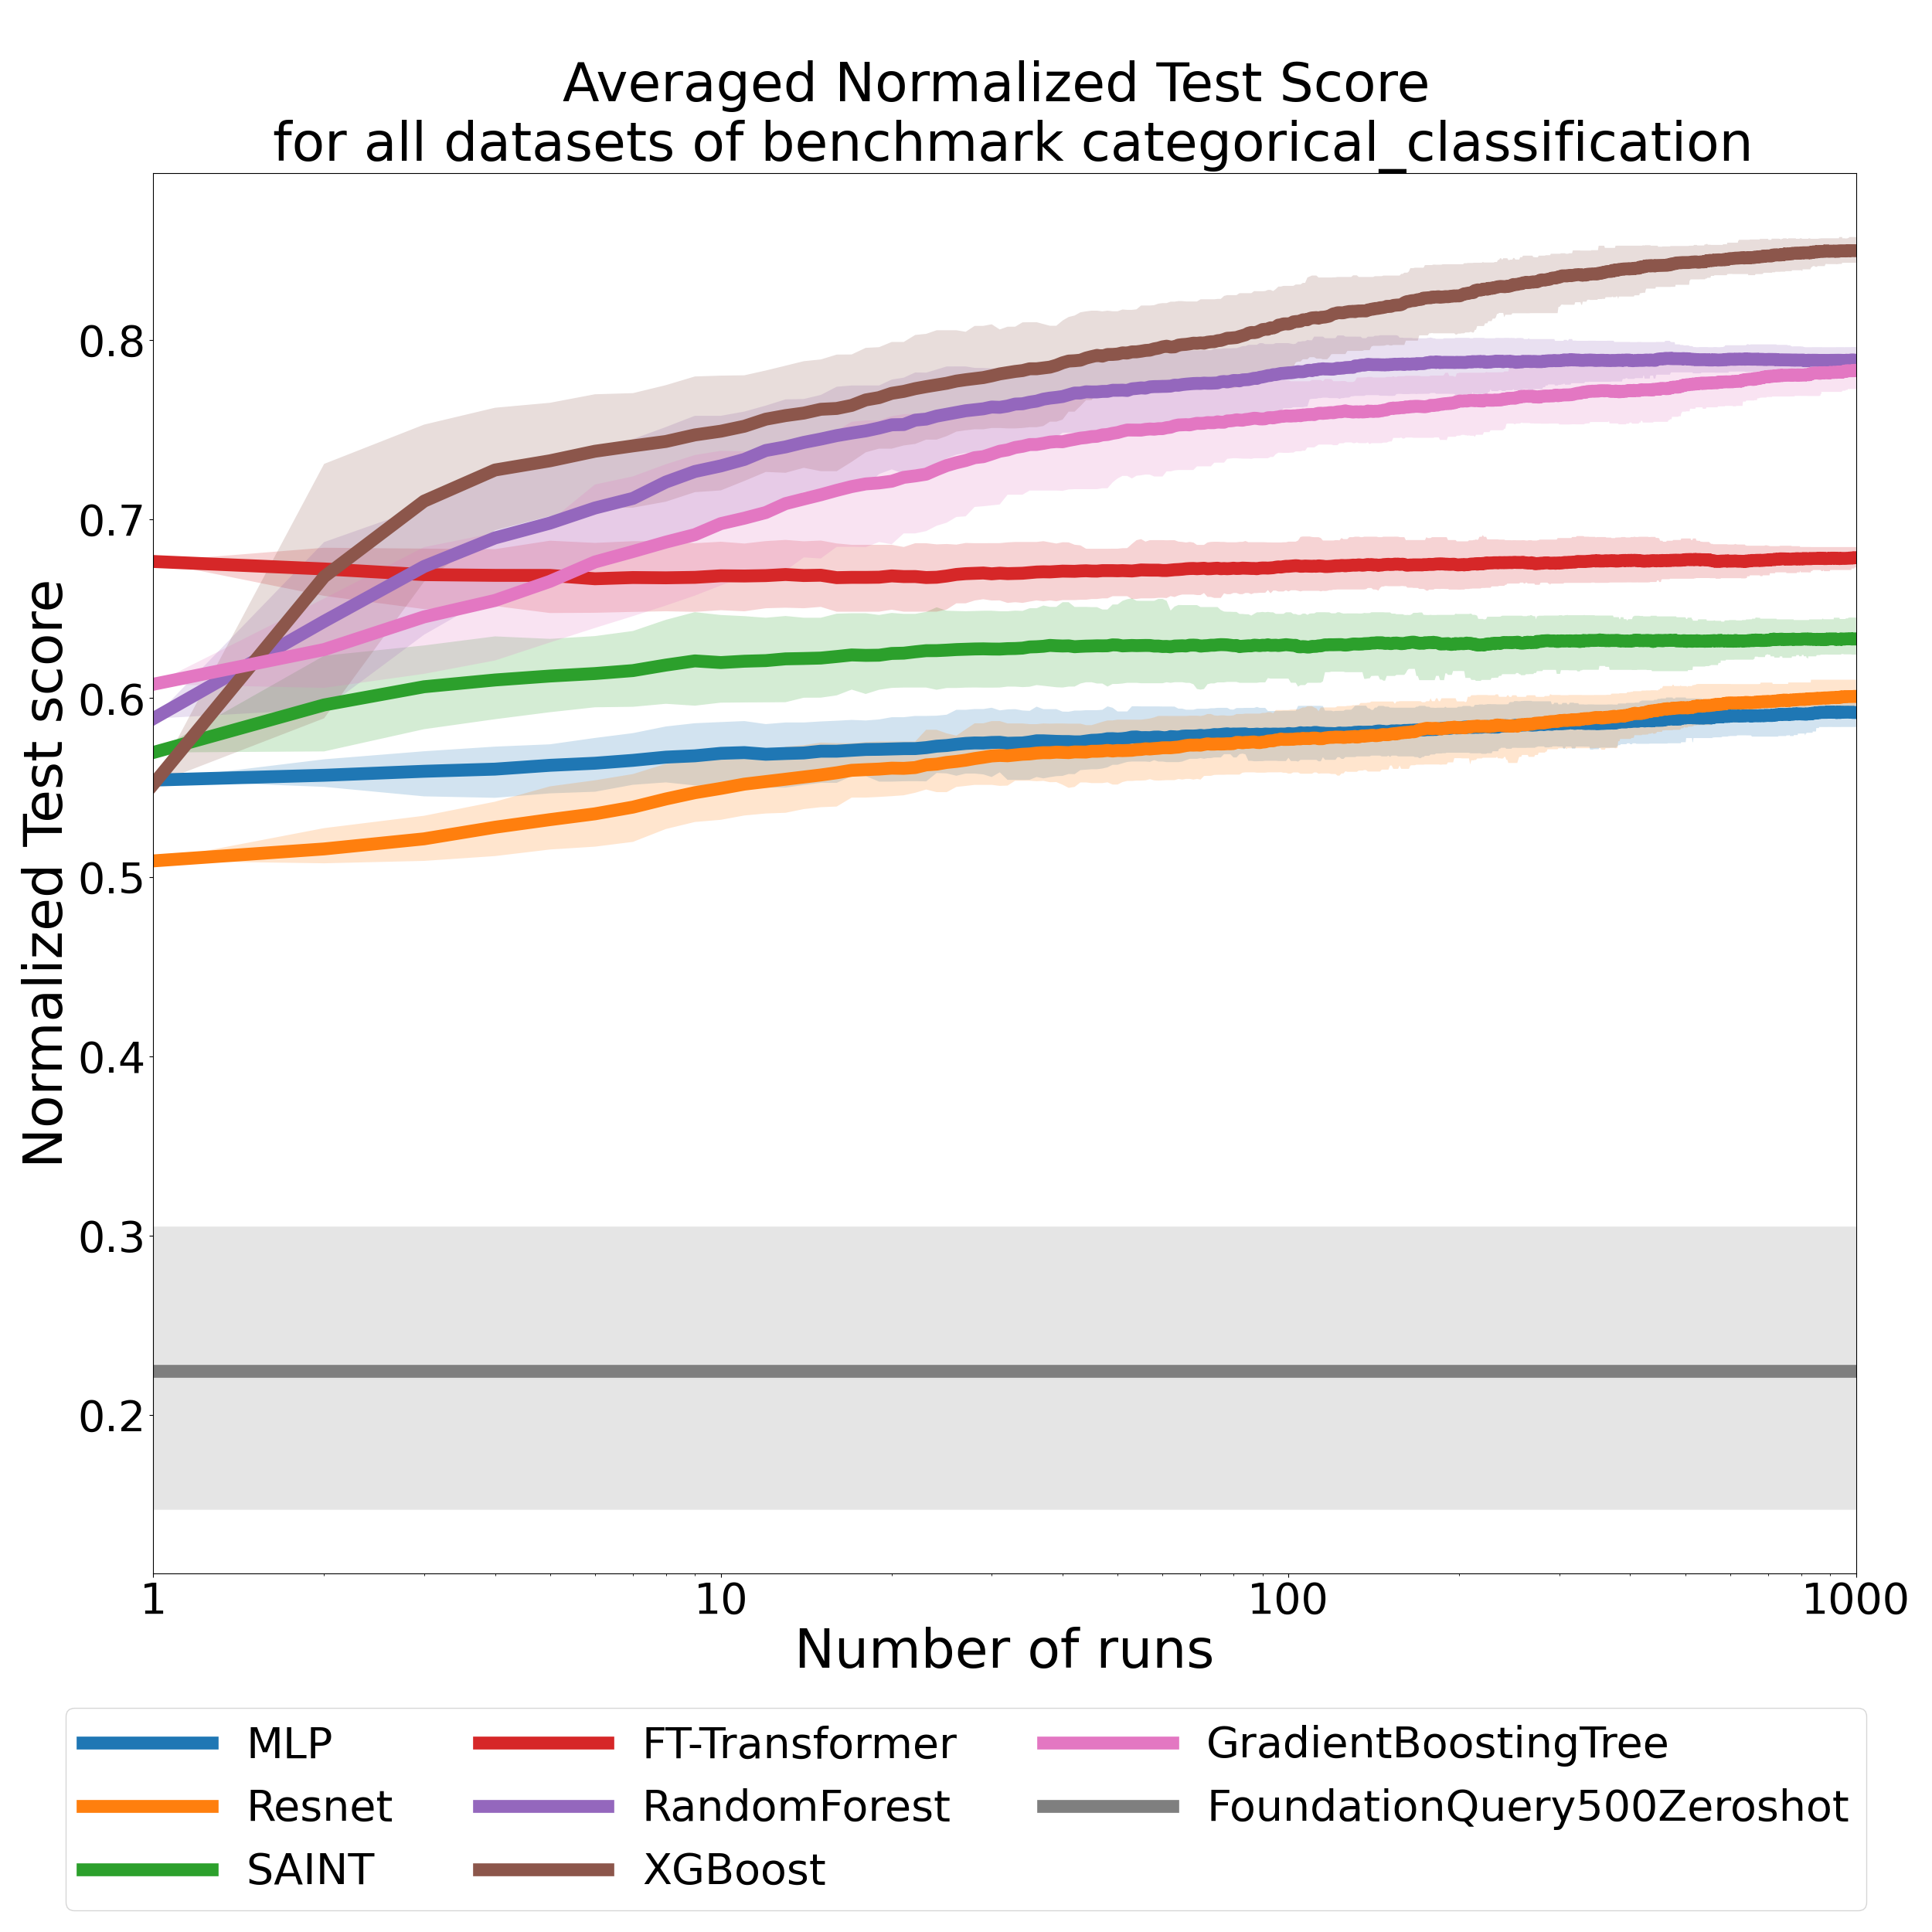 Averaged Normalized Test Score
for all datasets of benchmark categorical_classification
Normalized Test score
0.8
0.7
0.6
0.5
0.4
0.3
0.2
1
10
100
1000
Number of runs
MLP
Resnet
SAINT
FT-Transformer
RandomForest
XGBoost
GradientBoostingTree
FoundationQuery500Zeroshot